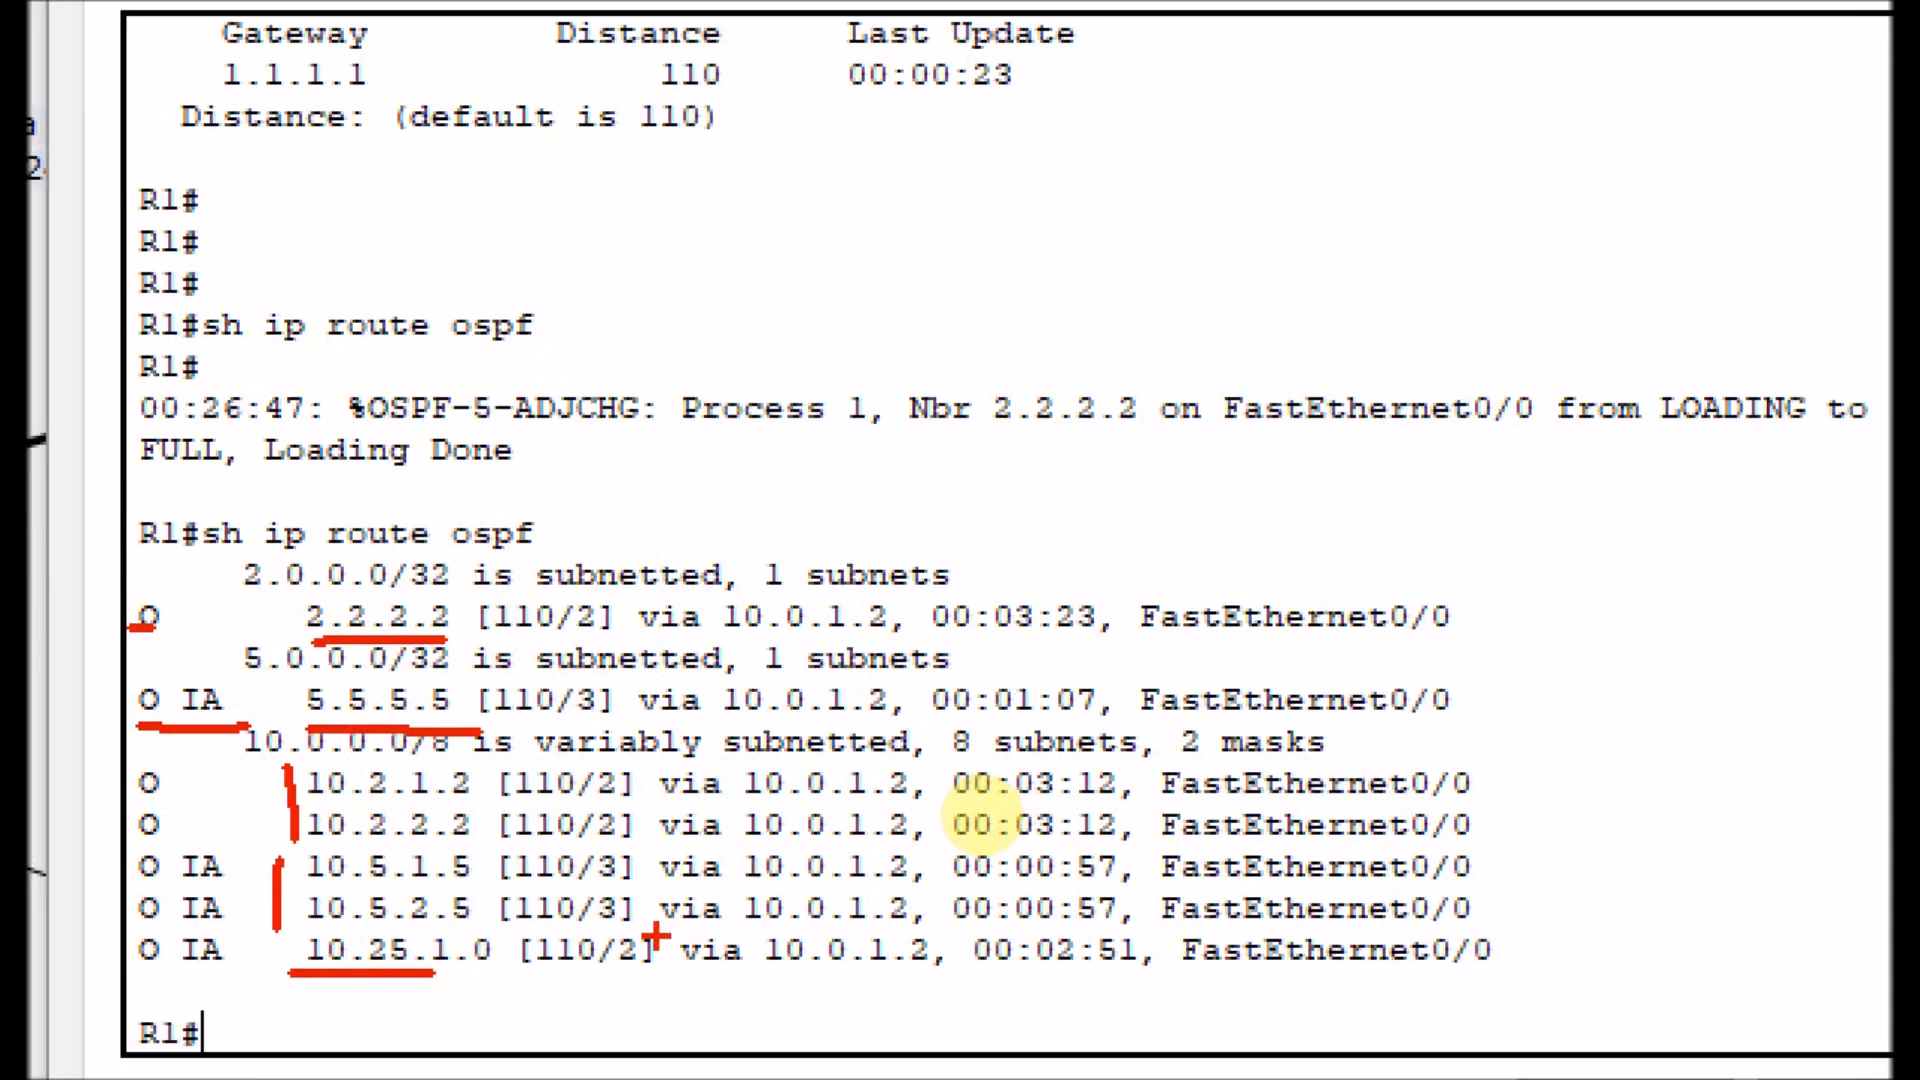 Gateway Distance Last Update
1.1.1.1 110 00:00:23
Distance: (default is 110)
R1#
R1#
R1#
R1#sh ip route ospf
R1#
00:26:47: %OSPF-5-ADJCHG: Process 1, Nbr 2.2.2.2 on FastEthernet0/0 from LOADING to
FULL, Loading Done
R1#sh ip route ospf
2.0.0.0/32 is subnetted, 1 subnets
O 2.2.2.2 [110/2] via 10.0.1.2, 00:03:23, FastEthernet0/0
5.0.0.0/32 is subnetted, 1 subnets
O IA 5.5.5.5 [110/3] via 10.0.1.2, 00:01:07, FastEthernet0/0
10.0.0.0/8 is variably subnetted, 8 subnets, 2 masks
O 10.2.1.2 [110/2] via 10.0.1.2, 00:03:12, FastEthernet0/0
O 10.2.2.2 [110/2] via 10.0.1.2, 00:03:12, FastEthernet0/0
O IA 10.5.1.5 [110/3] via 10.0.1.2, 00:00:57, FastEthernet0/0
O IA 10.5.2.5 [110/3] via 10.0.1.2, 00:00:57, FastEthernet0/0
O IA 10.25.1.0 [110/2] via 10.0.1.2, 00:02:51, FastEthernet0/0
R1#